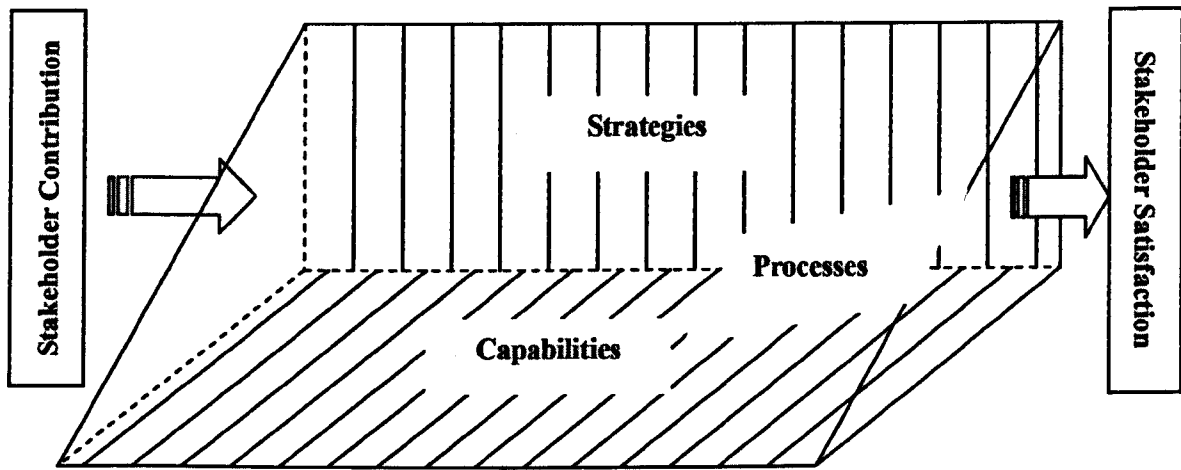 Stakeholder Contribution
Strategies
Processes
Capabilities
Stakeholder Satisfaction